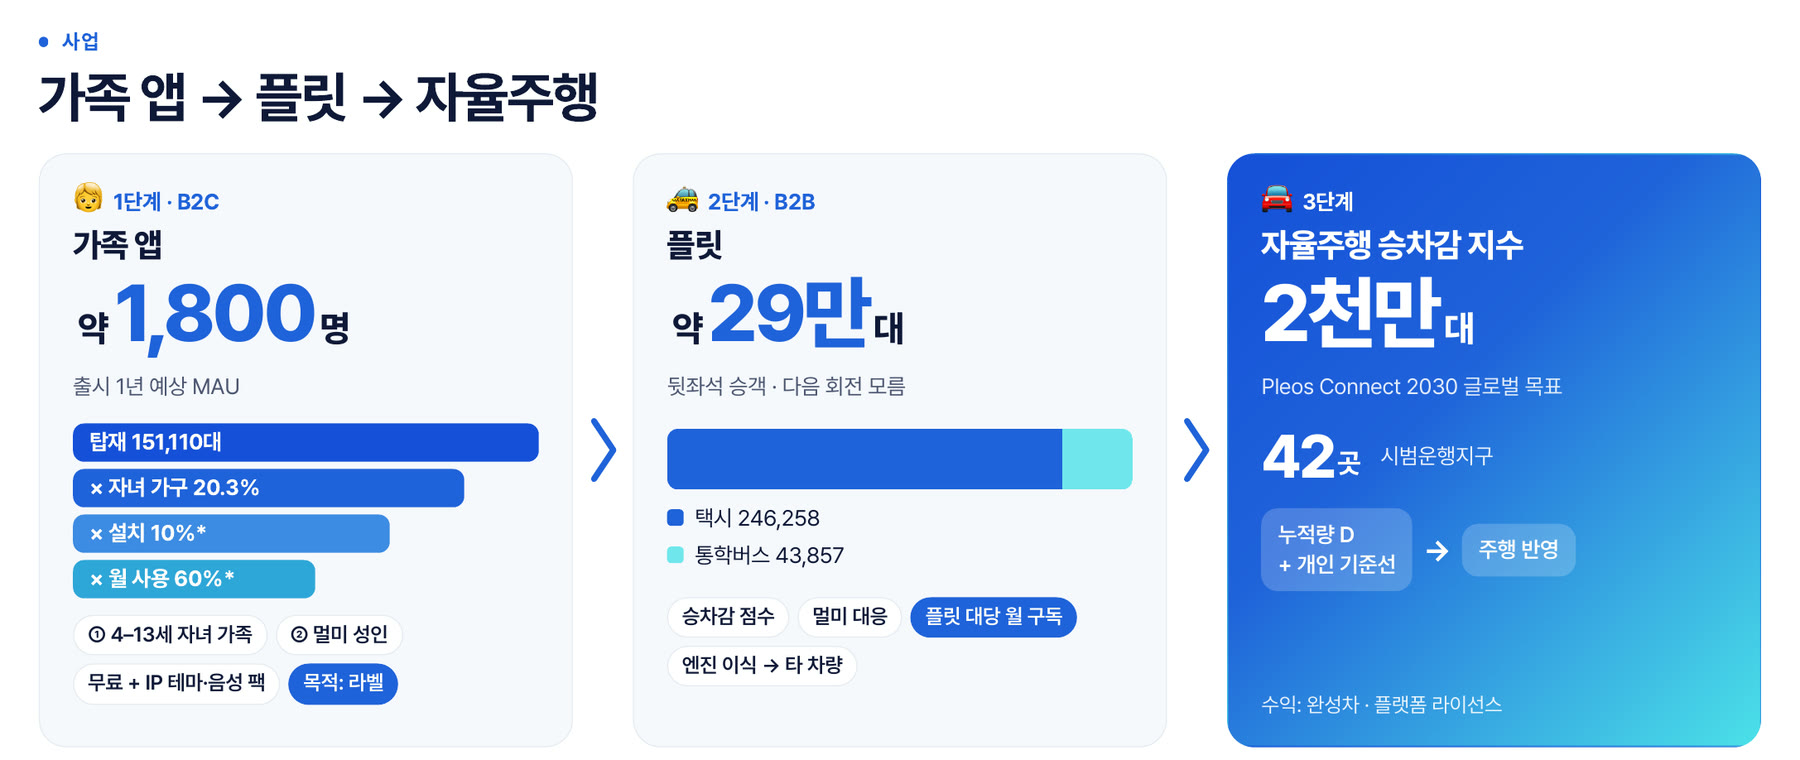 사업
가족 앱 → 플릿 → 자율주행
1단계 · B2C
가족 앱
약 1,800 명
출시 1년 예상 MAU
탑재 151,110대
× 자녀 가구 20.3%
× 설치 10%*
× 월 사용 60%*
① 4–13세 자녀 가족
② 멀미 성인
무료 + IP 테마·음성 팩
목적: 라벨
2단계 · B2B
플릿
약 29만 대
뒷좌석 승객 · 다음 회전 모름
택시 246,258
통학버스 43,857
승차감 점수
멀미 대응
플릿 대당 월 구독
엔진 이식 → 타 차량
3단계
자율주행 승차감 지수
2천만 대
Pleos Connect 2030 글로벌 목표
42곳 시범운행지구
누적량 D
+ 개인 기준선
→ 주행 반영
수익: 완성차 · 플랫폼 라이선스